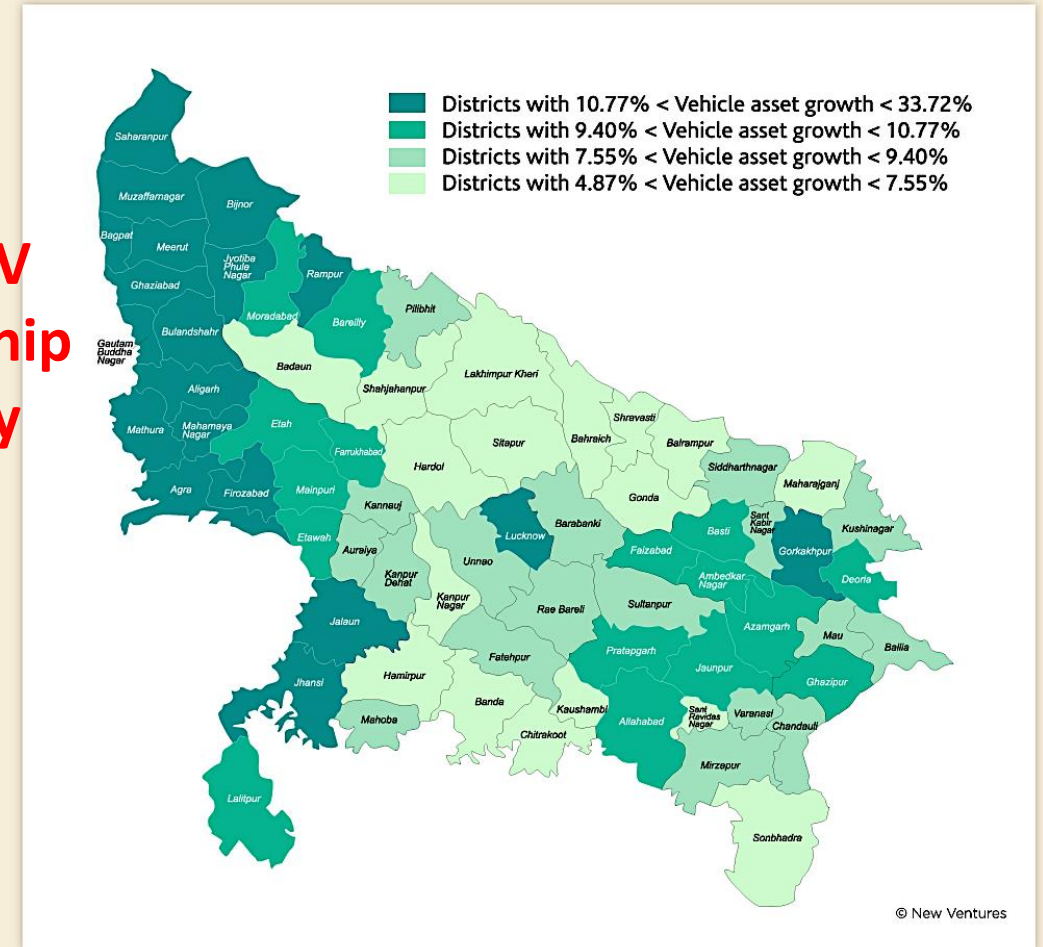 Districts with 10.77% < Vehicle asset growth < 33.72%
Districts with 9.40% < Vehicle asset growth < 10.77%
Districts with 7.55% < Vehicle asset growth < 9.40%
Districts with 4.87% < Vehicle asset growth < 7.55%
Saharanpur
Muzaffarnagar
Bijnor
Bagpat
Meerut
V
Jyotiba
Phule
Nagar
Rampur
Ghaziabad
Moradabad
Bareilly
Pilibhit
Bulandshahr
hip
Gautam
Buddha
Nagar
Badaun
Shahjahanpur
Lakhimpur Kheri
Aligarh
y
Mathura
Mahamaya
Nagar
Etah
Farrukhabad
Hardoi
Sitapur
Bahraich
Shravasti
Balrampur
Siddharthnagar
Maharajganj
Agra
Firozabad
Mainpuri
Kannauj
Gonda
Etawah
Auraiya
Lucknow
Barabanki
Basti
Sant
Kabir
Nagar
Gorkakhpur
Kushinagar
Faizabad
Unnao
Kanpur
Dehat
Kanpur
Nagar
Ambedkar
Nagar
Deoria
Rae Bareli
Sultanpur
Jalaun
Azamgarh
Mau
Ballia
Fatehpur
Pratapgarh
Jaunpur
Ghazipur
Jhansi
Hamirpur
Banda
Kaushambi
Mahoba
Chitrakoot
Allahabad
Sant
Ravidas
Nagar
Varanasi
Chandauli
Mirzapur
Lalitpur
Sonbhadra
© New Ventures